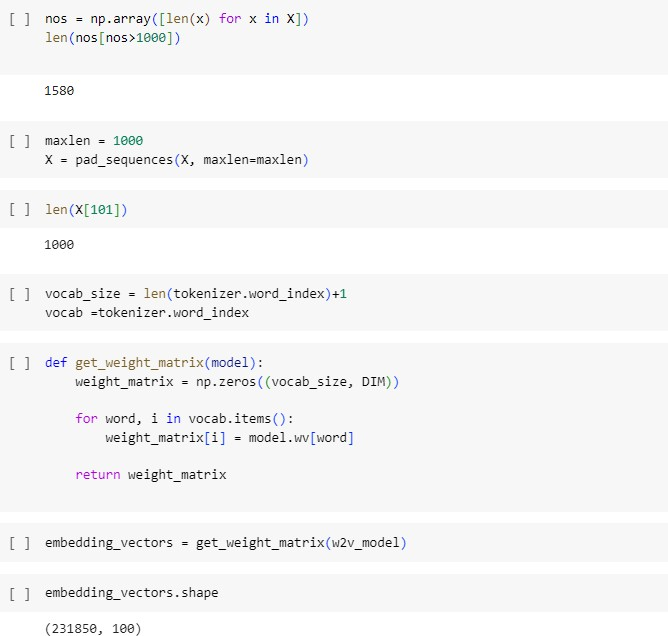 [ ] nos = np.array([len(x) for x in X])
len(nos[nos>1000])
1580
[ ] maxlen = 1000
X = pad_sequences(X, maxlen=maxlen)
[ ] len(X[101])
1000
[ ] vocab_size = len(tokenizer.word_index)+1
vocab =tokenizer.word_index
[ ] def get_weight_matrix(model):
weight_matrix = np.zeros((vocab_size, DIM))
for word, i in vocab.items():
weight_matrix[i] = model.wv[word]
return weight_matrix
[ ] embedding_vectors = get_weight_matrix(w2v_model)
[ ] embedding_vectors.shape
(231850, 100)